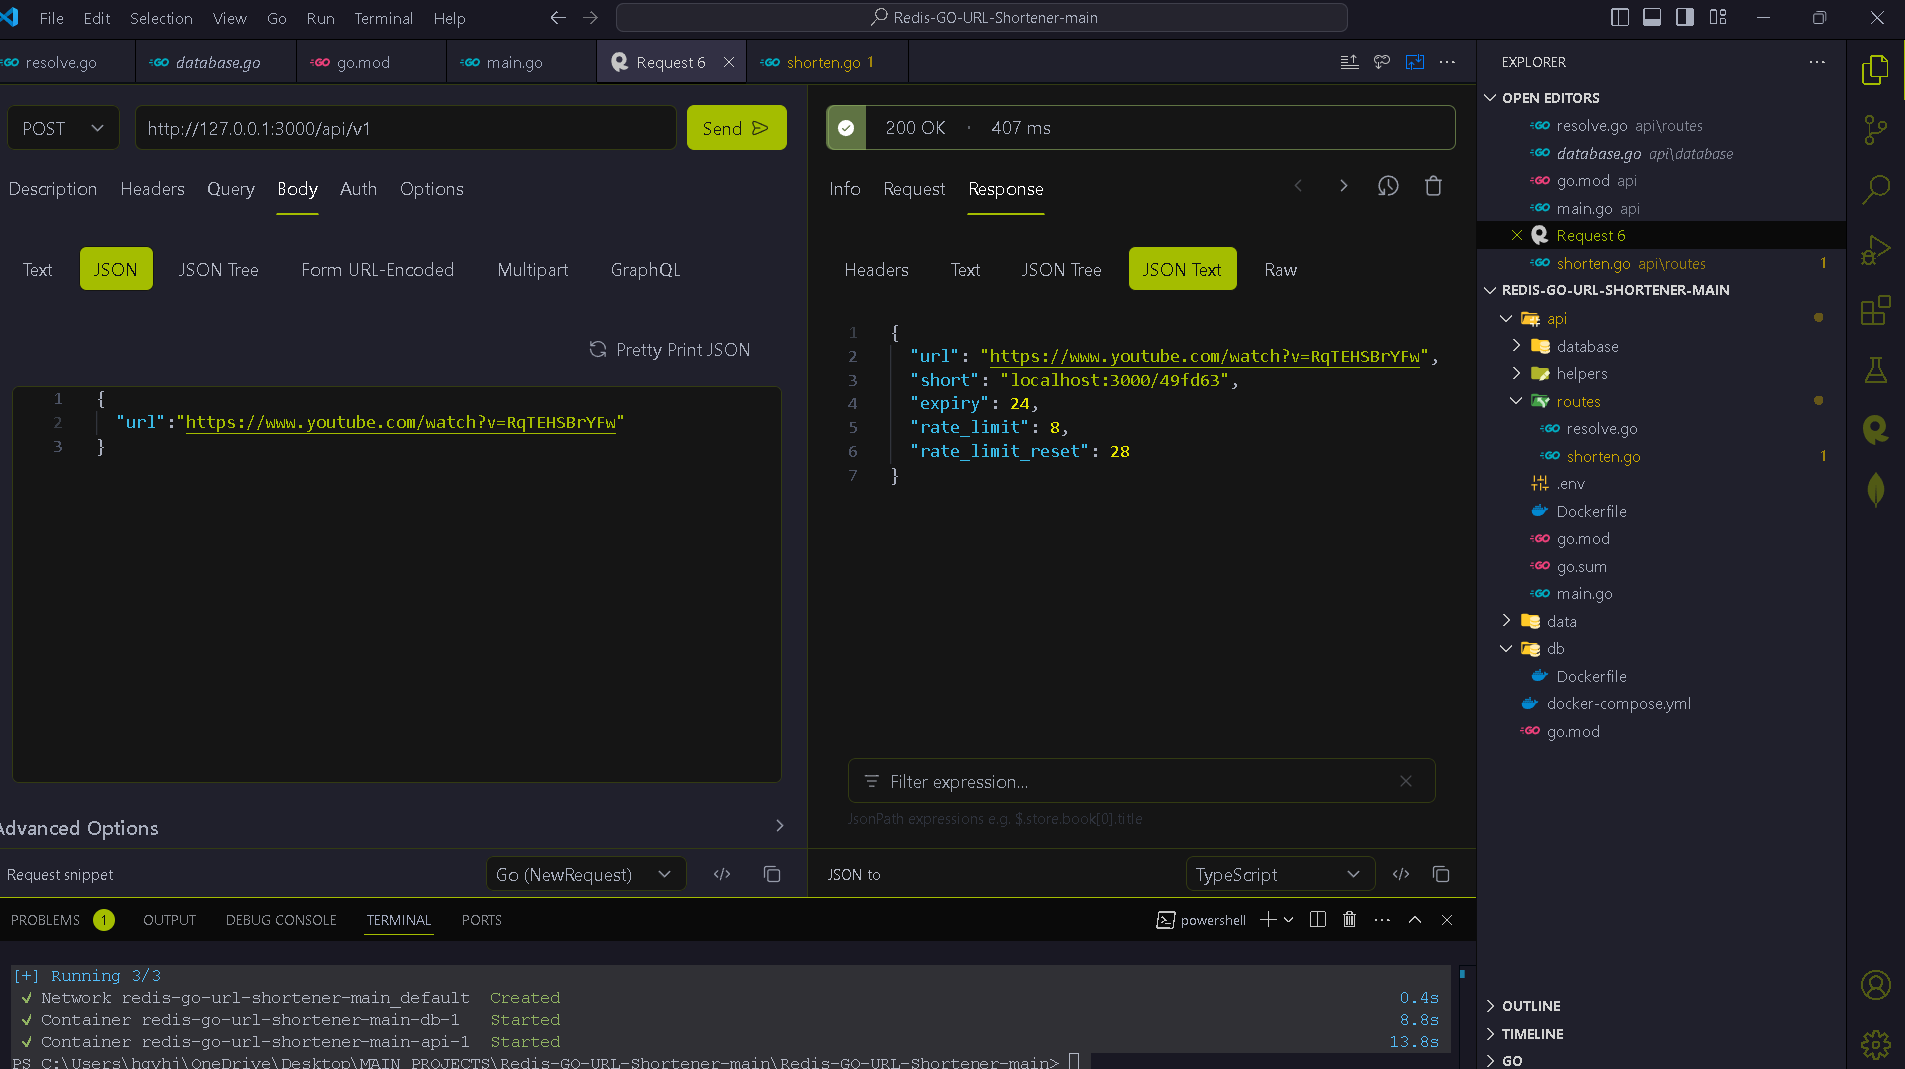 File Edit Selection View Go Run Terminal Help
Redis-GO-URL-Shortener-main
resolve.go
database.go
go.mod
main.go
Request 6
shorten.go 1
POST
http://127.0.0.1:3000/api/v1
Send
Description Headers Query Body Auth Options
Text JSON JSON Tree Form URL-Encoded Multipart GraphQL
Pretty Print JSON
1 {
2 "url":"https://www.youtube.com/watch?v=RqTEHSBrYFw"
3 }
Advanced Options
Request snippet
Go (NewRequest)
200 OK · 407 ms
Info Request Response
Headers Text JSON Tree JSON Text Raw
1 {
2 "url": "https://www.youtube.com/watch?v=RqTEHSBrYFw",
3 "short": "localhost:3000/49fd63",
4 "expiry": 24,
5 "rate_limit": 8,
6 "rate_limit_reset": 28
7 }
Filter expression...
JsonPath expressions e.g. $.store.book[0].title
JSON to
TypeScript
PROBLEMS 1 OUTPUT DEBUG CONSOLE TERMINAL PORTS
powershell
[+] Running 3/3
✓ Network redis-go-url-shortener-main_default Created 0.4s
✓ Container redis-go-url-shortener-main-db-1 Started 8.8s
✓ Container redis-go-url-shortener-main-api-1 Started 13.8s
PS C:\Users\hgvhj\OneDrive\Desktop\MAIN PROJECTS\Redis-GO-URL-Shortener-main\Redis-GO-URL-Shortener-main>
EXPLORER
OPEN EDITORS
resolve.go api\routes
database.go api\database
go.mod api
main.go api
Request 6
shorten.go api\routes 1
REDIS-GO-URL-SHORTENER-MAIN
api
database
helpers
routes
resolve.go
shorten.go 1
.env
Dockerfile
go.mod
go.sum
main.go
data
db
Dockerfile
docker-compose.yml
go.mod
OUTLINE
TIMELINE
GO